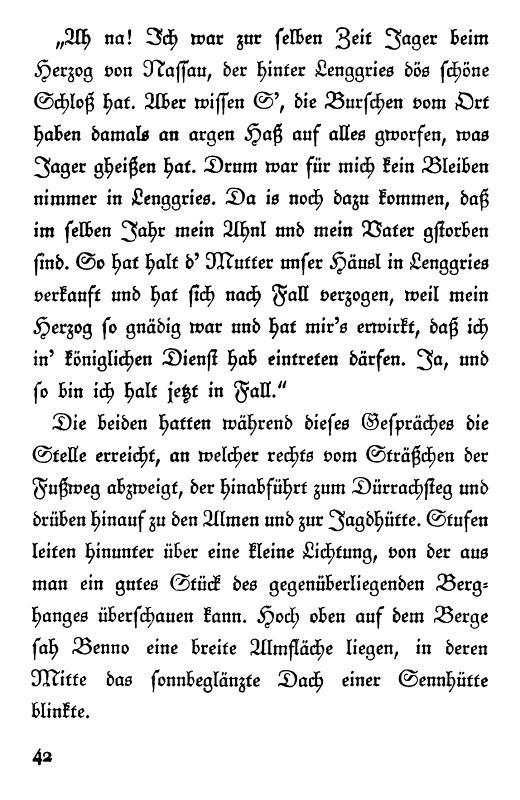 „Ah na! Ich war zur selben Zeit Jager beim
Herzog von Nassau, der hinter Lenggries dös schöne
Schloß hat. Aber wissen S’, die Burschen vom Ort
haben damals an argen Haß auf alles gworfen, was
Jager gheißen hat. Drum war für mich kein Bleiben
nimmer in Lenggries. Da is noch dazu kommen, daß
im selben Jahr mein Ahnl und mein Vater gstorben
sind. So hat halt d’ Mutter unser Häusl in Lenggries
verkauft und hat sich nach Fall verzogen, weil mein
Herzog so gnädig war und hat mir’s erwirkt, daß ich
in’ königlichen Dienst hab eintreten därfen. Ja, und
so bin ich halt jetzt in Fall.“
Die beiden hatten während dieses Gespräches die
Stelle erreicht, an welcher rechts vom Sträßchen der
Fußweg abzweigt, der hinabführt zum Dürrachsteg und
drüben hinauf zu den Almen und zur Jagdhütte. Stufen
leiten hinunter über eine kleine Lichtung, von der aus
man ein gutes Stück des gegenüberliegenden Berg-
hanges überschauen kann. Hoch oben auf dem Berge
sah Benno eine breite Almfläche liegen, in deren
Mitte das sonnbeglänzte Dach einer Sennhütte
blinkte.
42